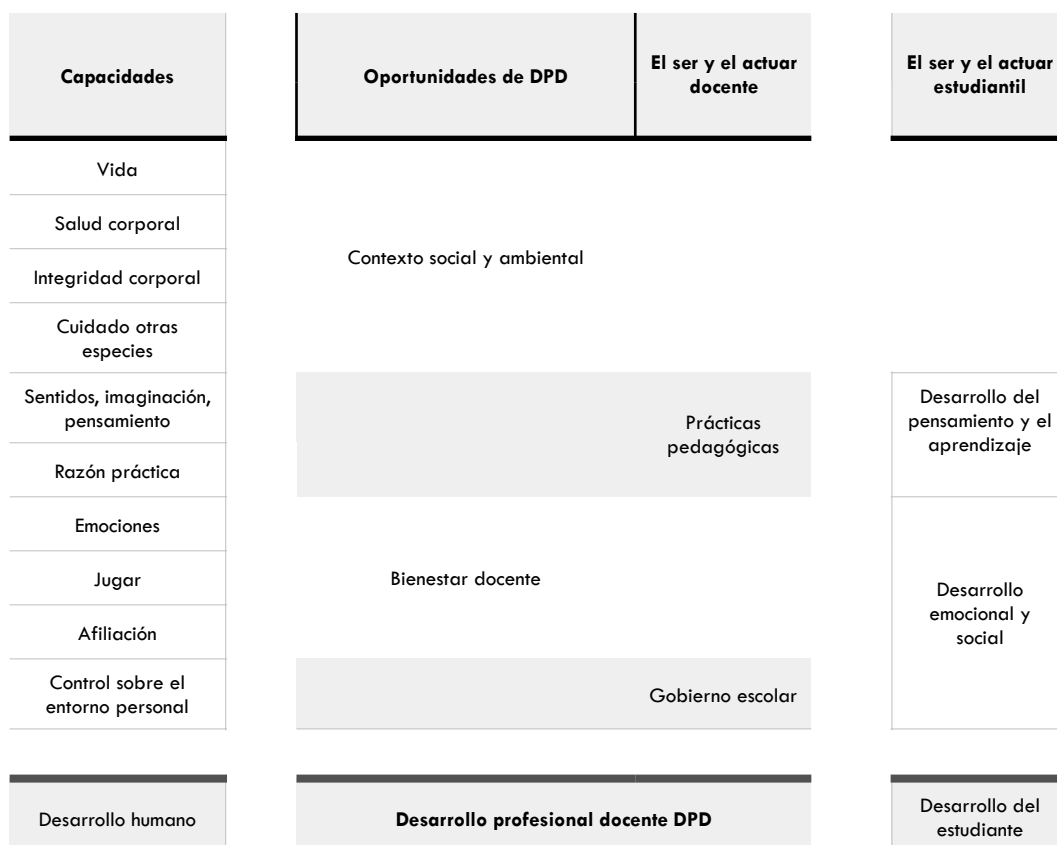 Capacidades
Oportunidades de DPD
El ser y el actuar
docente
El ser y el actuar
estudiantil
Vida
Salud corporal
Integridad corporal
Cuidado otras
especies
Contexto social y ambiental
Sentidos, imaginación,
pensamiento
Razón práctica
Prácticas
pedagógicas
Desarrollo del
pensamiento y el
aprendizaje
Emociones
Jugar
Afiliación
Bienestar docente
Desarrollo
emocional y
social
Control sobre el
entorno personal
Gobierno escolar
Desarrollo humano
Desarrollo profesional docente DPD
Desarrollo del
estudiante